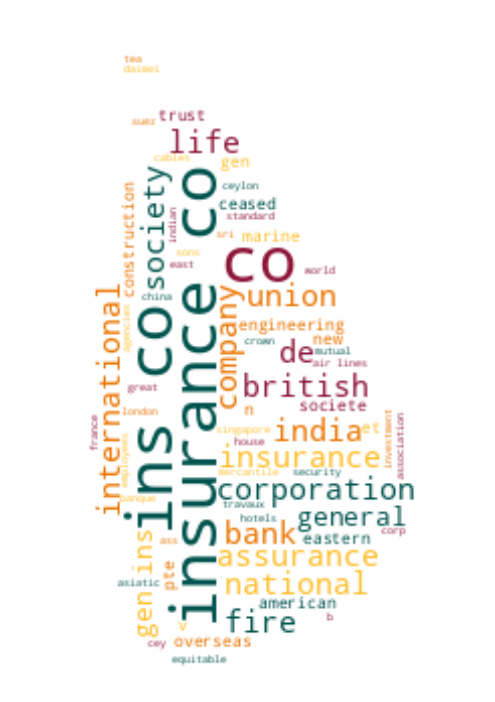 tea
daimei
suez
trust
life
cables
gen
ceylon
ceased
standard
indian
sri
marine
construction
society
sons
east
co
world
china
international
agencies
ins co
insurance co
company
union
engineering
crown
new
de
mutual
air lines
great
british
london
n
societe
france
singapore
india
et
investment
association
employees
house
insurance
mercantile
security
banque
corporation
travaux
hotels
general
corp
bank
eastern
ass
gen ins
assurance
pte
asiatic
national
american
v
fire
b
cey
overseas
equitable